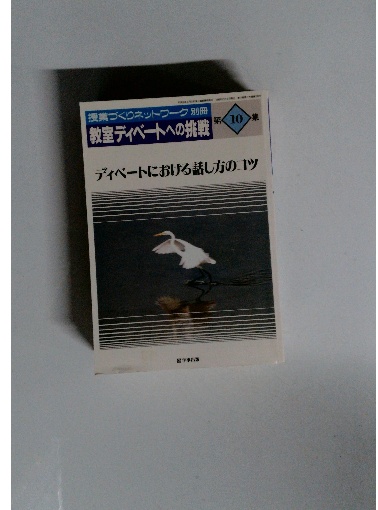 授業づくりネットワーク 別冊
教室ディベートへの挑戦
第10集
ディベートにおける話し方のコツ